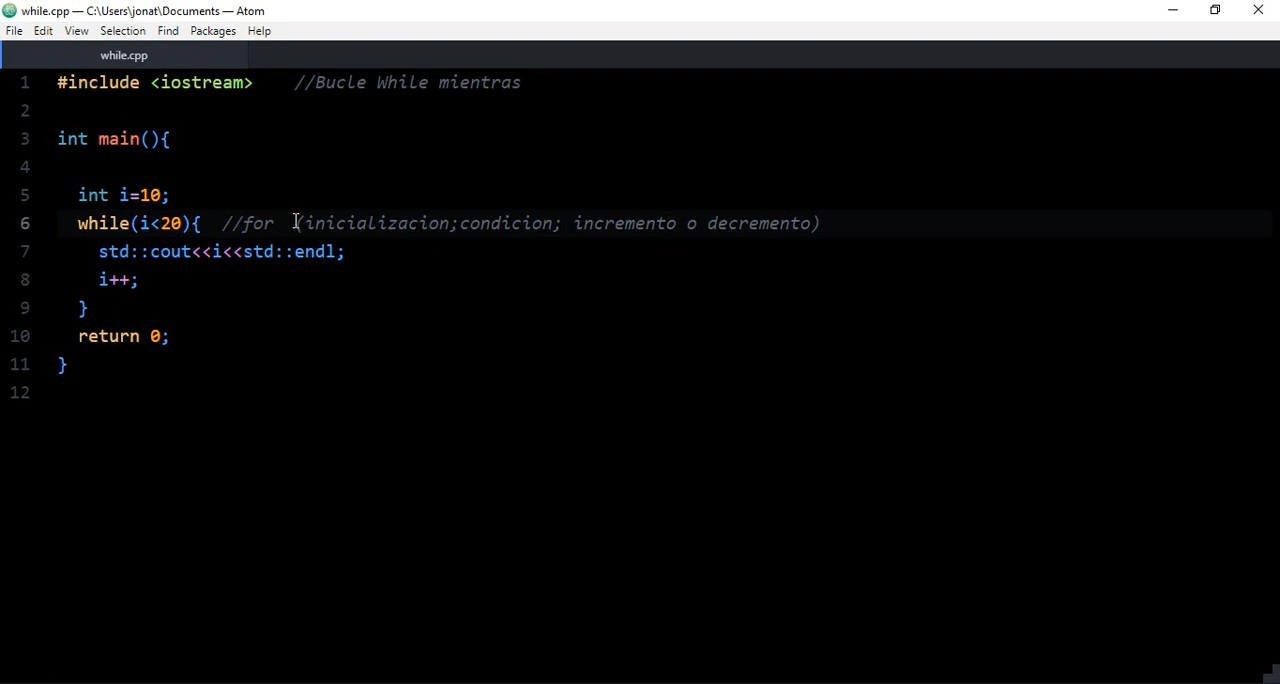 while.cpp — C:\Users\jonat\Documents — Atom
File Edit View Selection Find Packages Help
while.cpp
1 #include <iostream> //Bucle While mientras
2
3 int main(){
4
5 int i=10;
6 while(i<20){ //for (inicializacion;condicion; incremento o decremento)
7 std::cout<<i<<std::endl;
8 i++;
9 }
10 return 0;
11 }
12